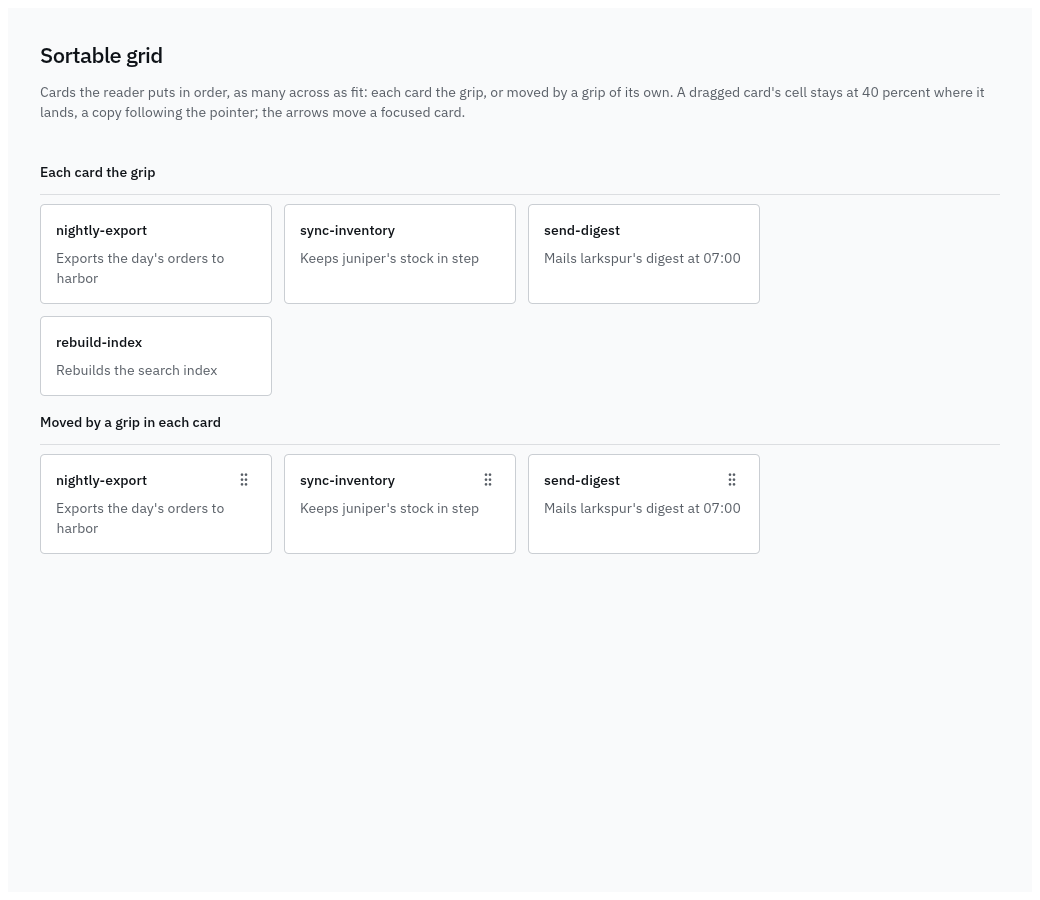 Sortable grid
Cards the reader puts in order, as many across as fit: each card the grip, or moved by a grip of its own. A dragged card's cell stays at 40 percent where it
lands, a copy following the pointer; the arrows move a focused card.
Each card the grip
nightly-export
Exports the day's orders to
harbor
sync-inventory
Keeps juniper's stock in step
send-digest
Mails larkspur's digest at 07:00
rebuild-index
Rebuilds the search index
Moved by a grip in each card
nightly-export
Exports the day's orders to
harbor
sync-inventory
Keeps juniper's stock in step
send-digest
Mails larkspur's digest at 07:00